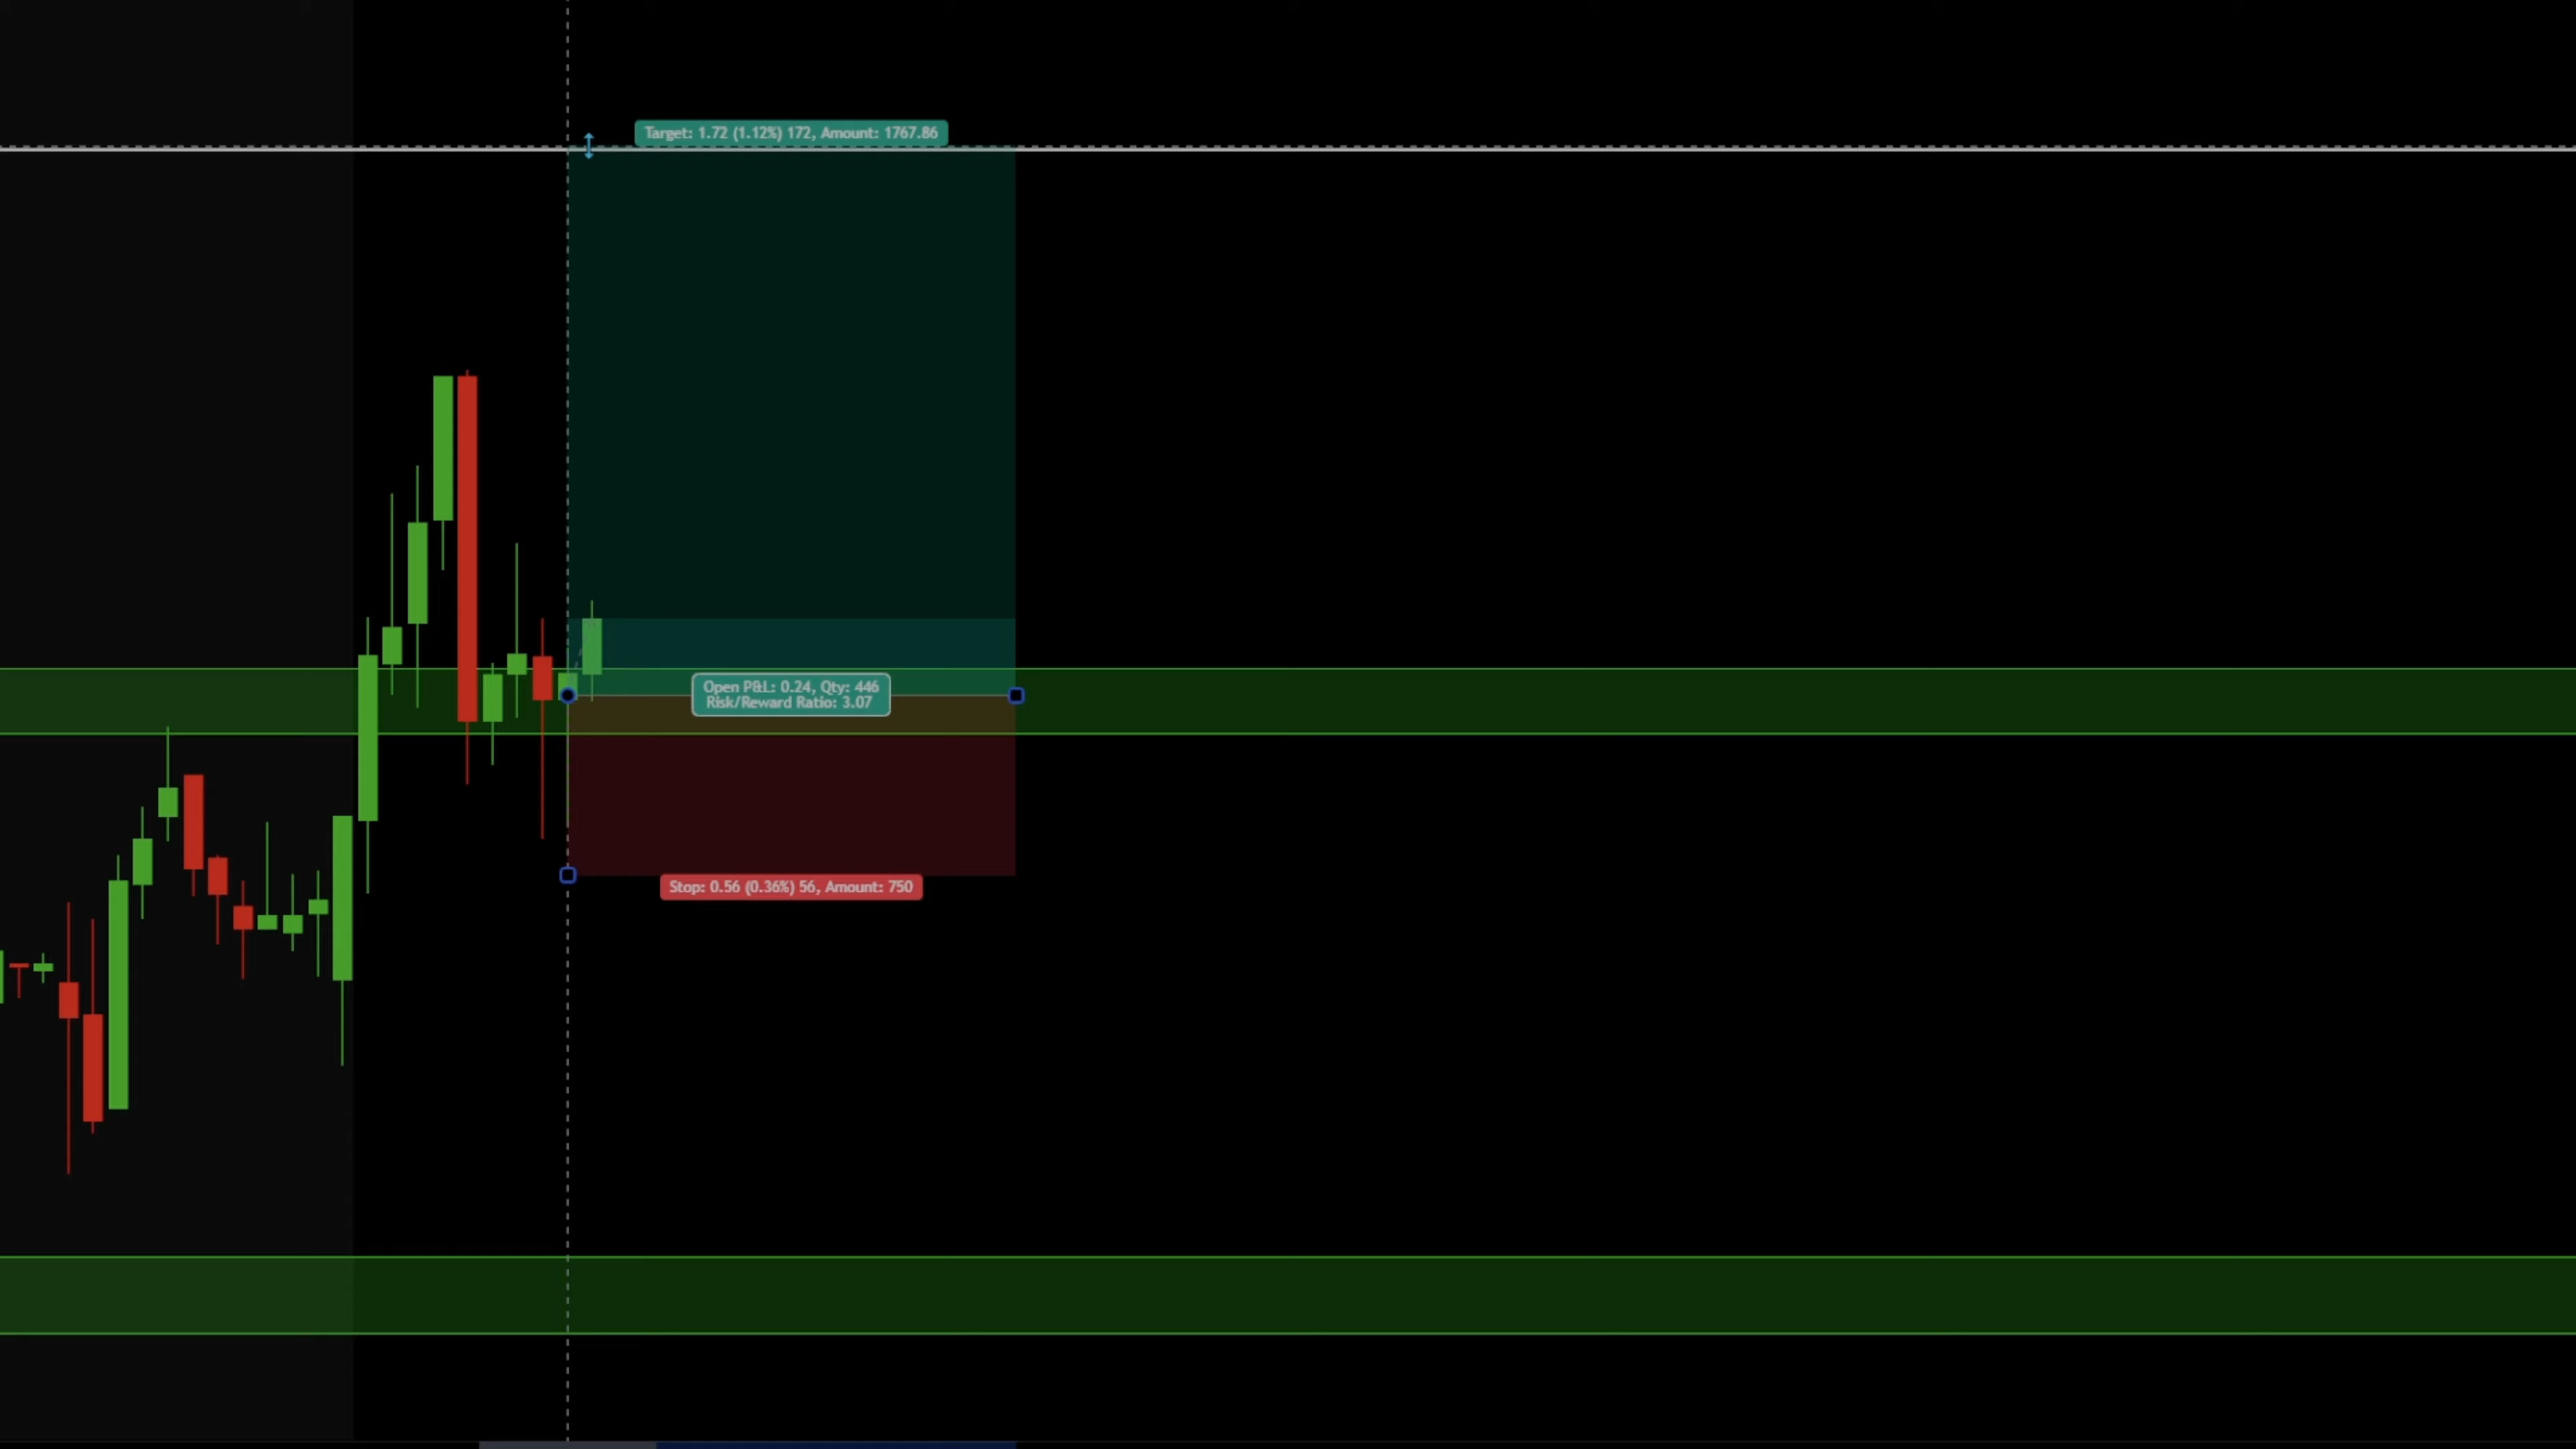 Target: 1.72 (1.12%) 172, Amount: 1767.86
Open P&L: 0.24, Qty: 446
Risk/Reward Ratio: 3.07
Stop: 0.56 (0.36%) 56, Amount: 750